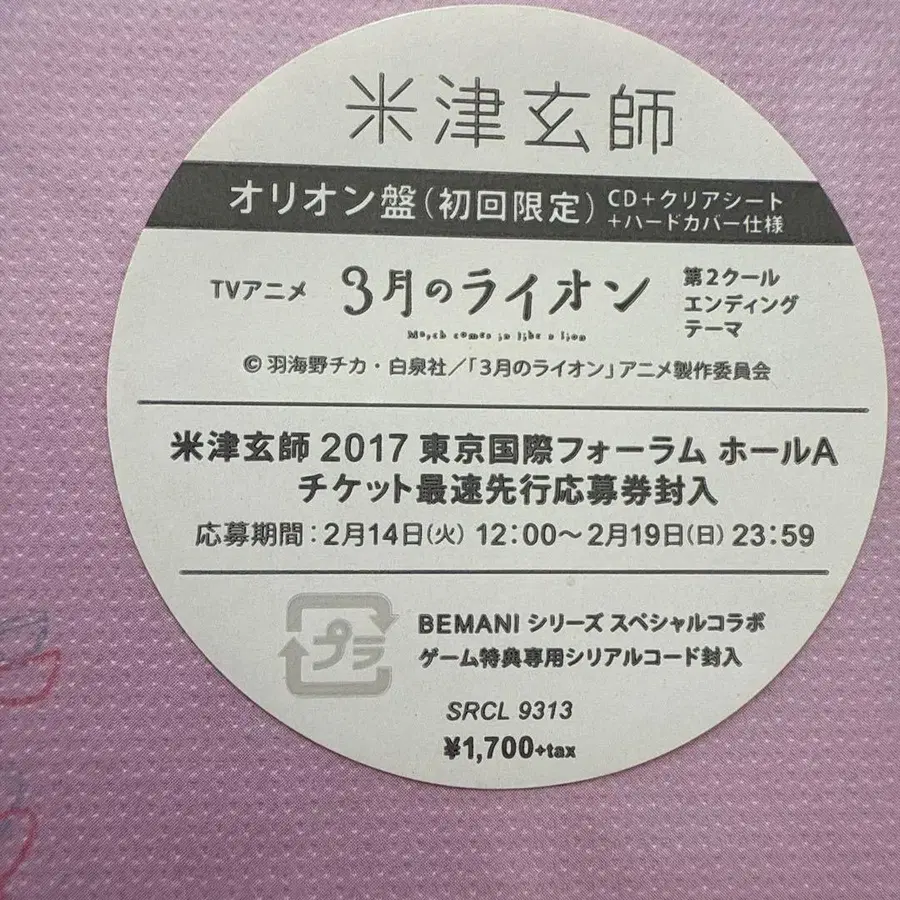 米津玄師
オリオン盤(初回限定) CD+クリアシート
+ハードカバー仕様
TVアニメ 3月のライオン 第2クール
エンディング
テーマ
March comes in like a lion
© 羽海野チカ・白泉社/「3月のライオン」アニメ製作委員会
米津玄師 2017 東京国際フォーラム ホールA
チケット最速先行応募券封入
応募期間:2月14日(火) 12:00〜2月19日(日) 23:59
プラ
BEMANI シリーズ スペシャルコラボ
ゲーム特典専用シリアルコード封入
SRCL 9313
¥1,700+tax